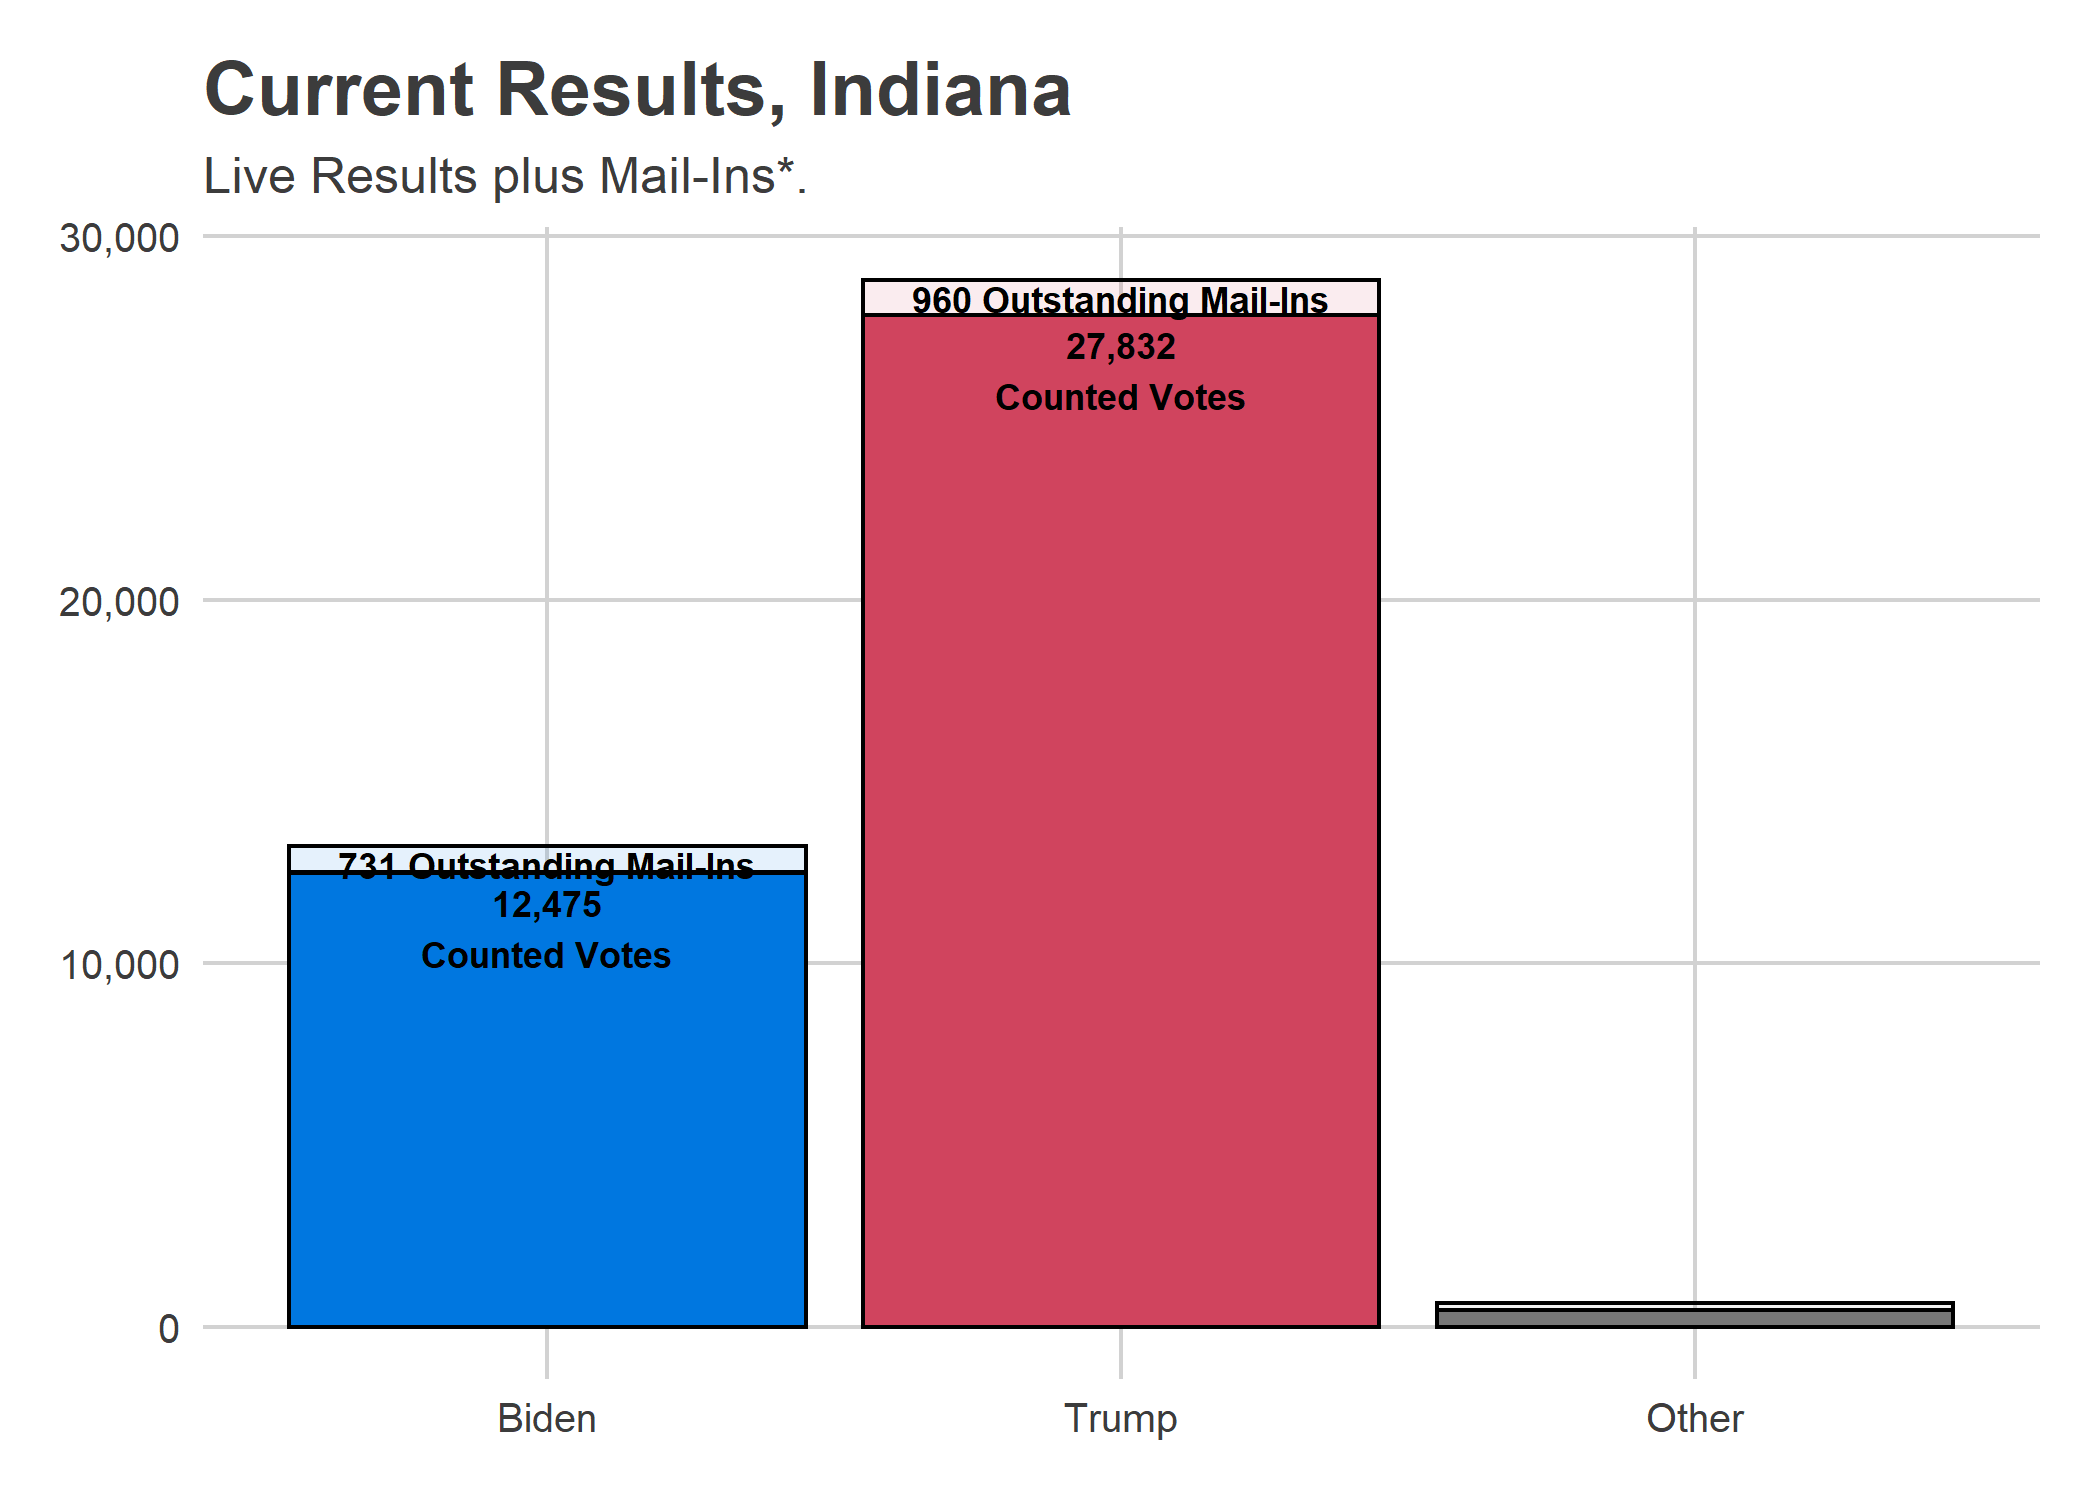 Current Results, Indiana
Live Results plus Mail-Ins*.
30,000
20,000
10,000
0
960 Outstanding Mail-Ins
27,832
Counted Votes
731 Outstanding Mail-Ins
12,475
Counted Votes
Biden
Trump
Other